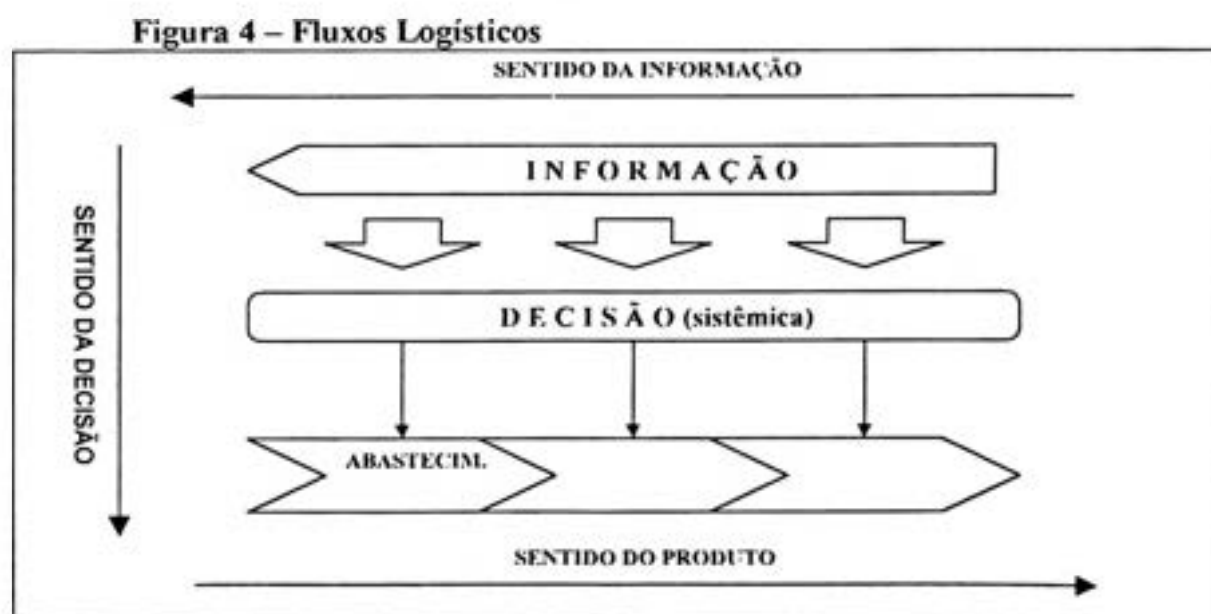 Figura 4 – Fluxos Logísticos
SENTIDO DA INFORMAÇÃO
INFORMAÇÃO
SENTIDO DA DECISÃO
DECISÃO (sistêmica)
ABASTECIM.
SENTIDO DO PRODUTO